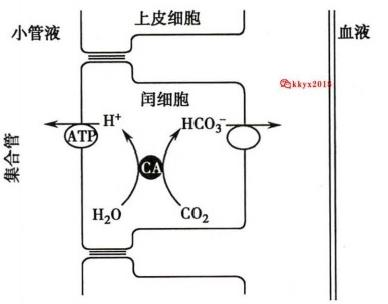 小管液
上皮细胞
血液
kkyx2018
闰细胞
H⁺
HCO₃⁻
ATP
CA
集合管
H₂O
CO₂